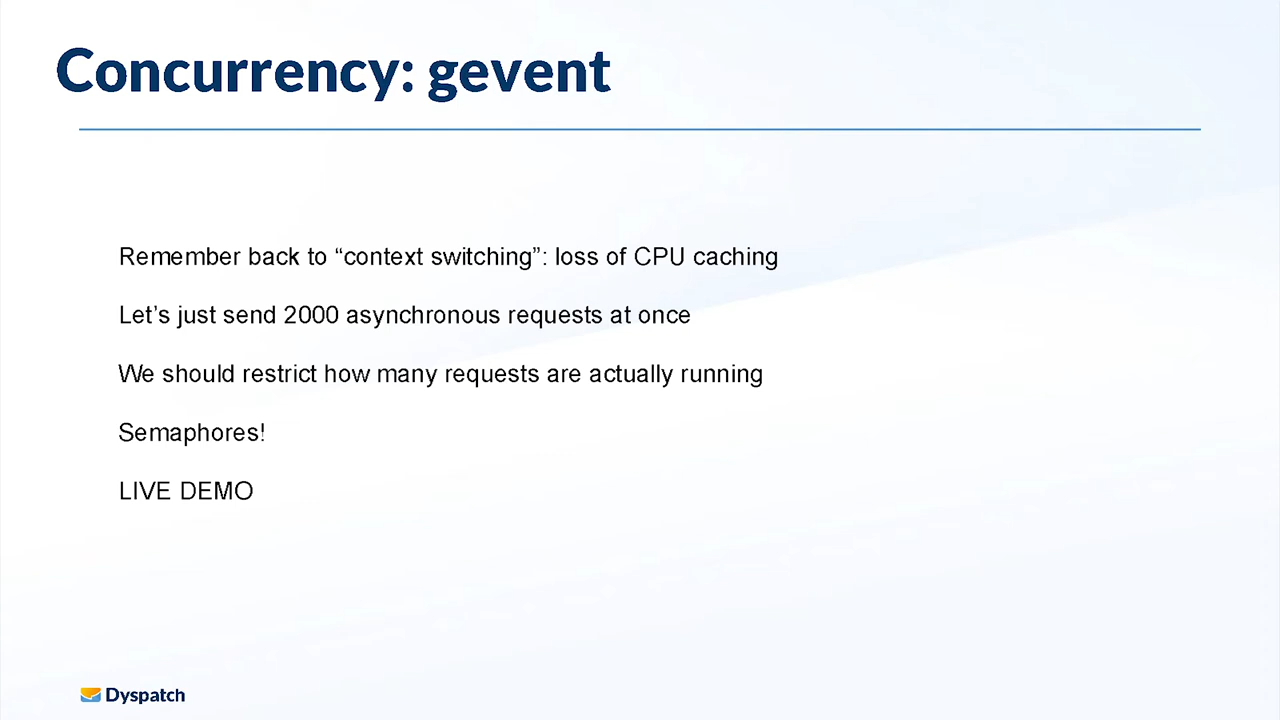 Concurrency: gevent
Remember back to “context switching”: loss of CPU caching
Let’s just send 2000 asynchronous requests at once
We should restrict how many requests are actually running
Semaphores!
LIVE DEMO
Dyspatch